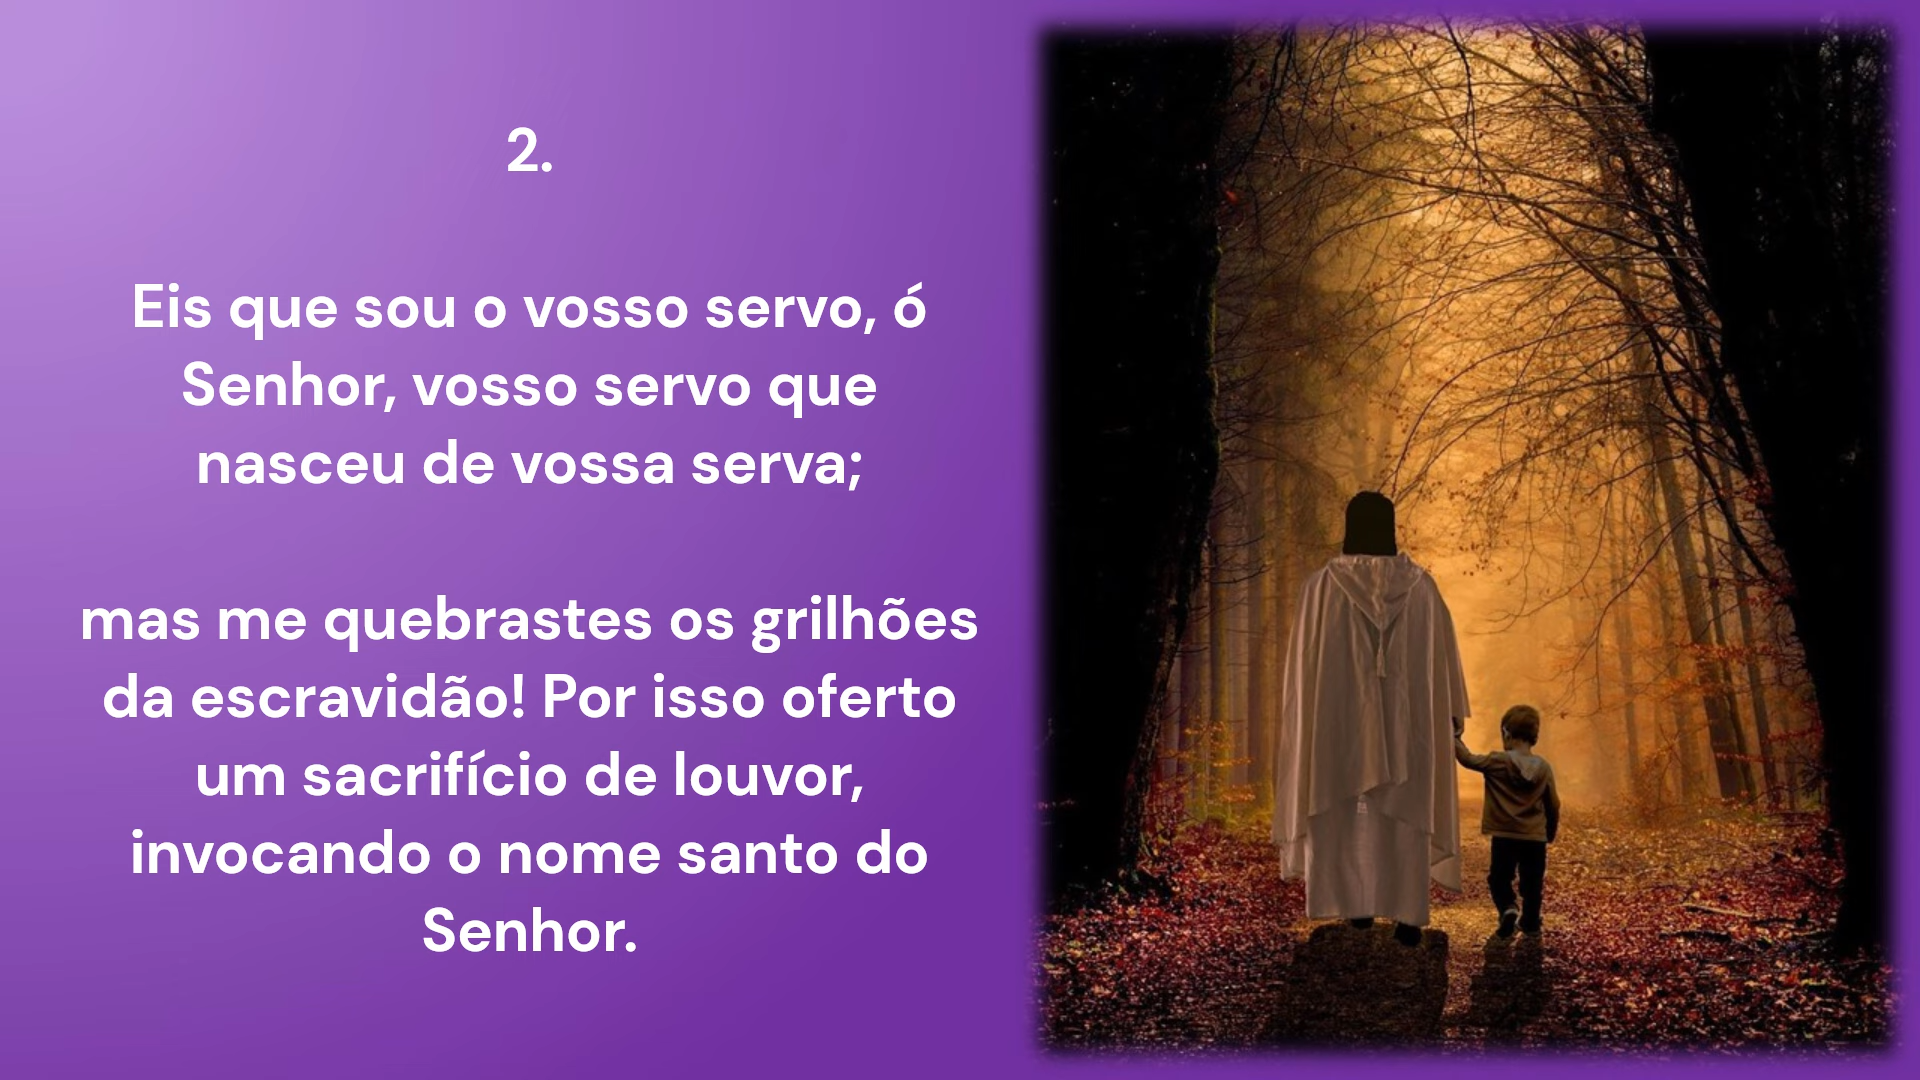 2.
Eis que sou o vosso servo, ó
Senhor, vosso servo que
nasceu de vossa serva;
mas me quebrastes os grilhões
da escravidão! Por isso oferto
um sacrifício de louvor,
invocando o nome santo do
Senhor.